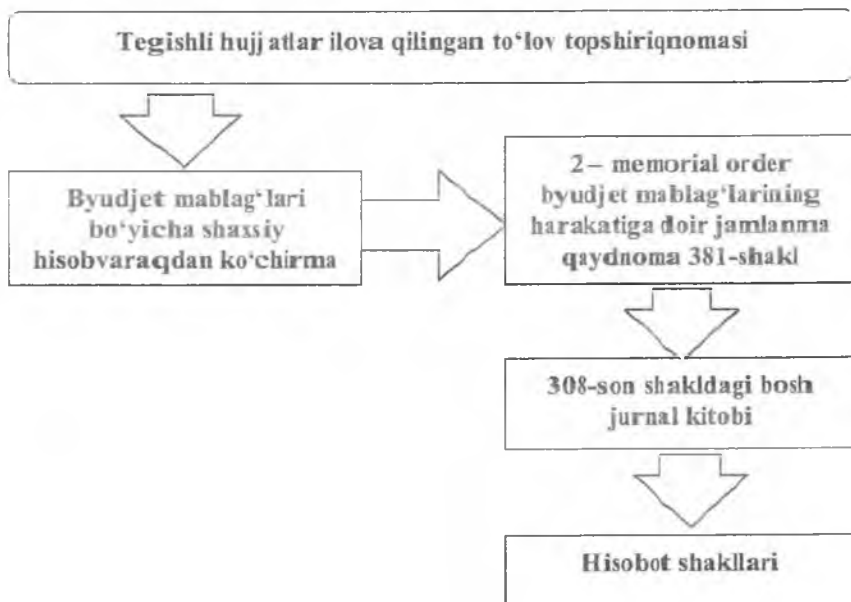 Tegishli hujjatlar ilova qilingan to‘lov topshiriqnomasi
Byudjet mablag‘lari
bo‘yicha shaxsiy
hisobvaraqdan ko‘chirma
2 – memorial order
byudjet mablag‘larining
harakatiga doir jamlanma
qaydnoma 381-shakl
308-son shakldagi bosh
jurnal kitobi
Hisobot shakllari